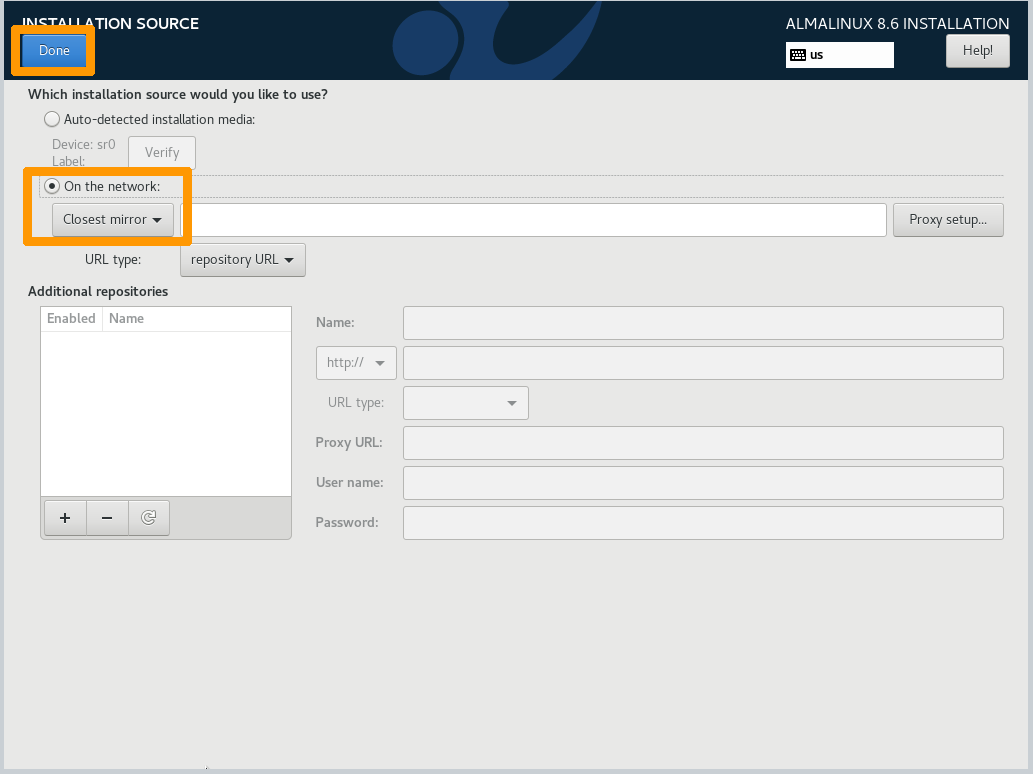 INSTALLATION SOURCE
ALMALINUX 8.6 INSTALLATION
Done
us
Help!
Which installation source would you like to use?
Auto-detected installation media:
Device: sr0
Label:
Verify
On the network:
Closest mirror
Proxy setup...
URL type:
repository URL
Additional repositories
Enabled Name
Name:
http://
URL type:
Proxy URL:
User name:
Password: